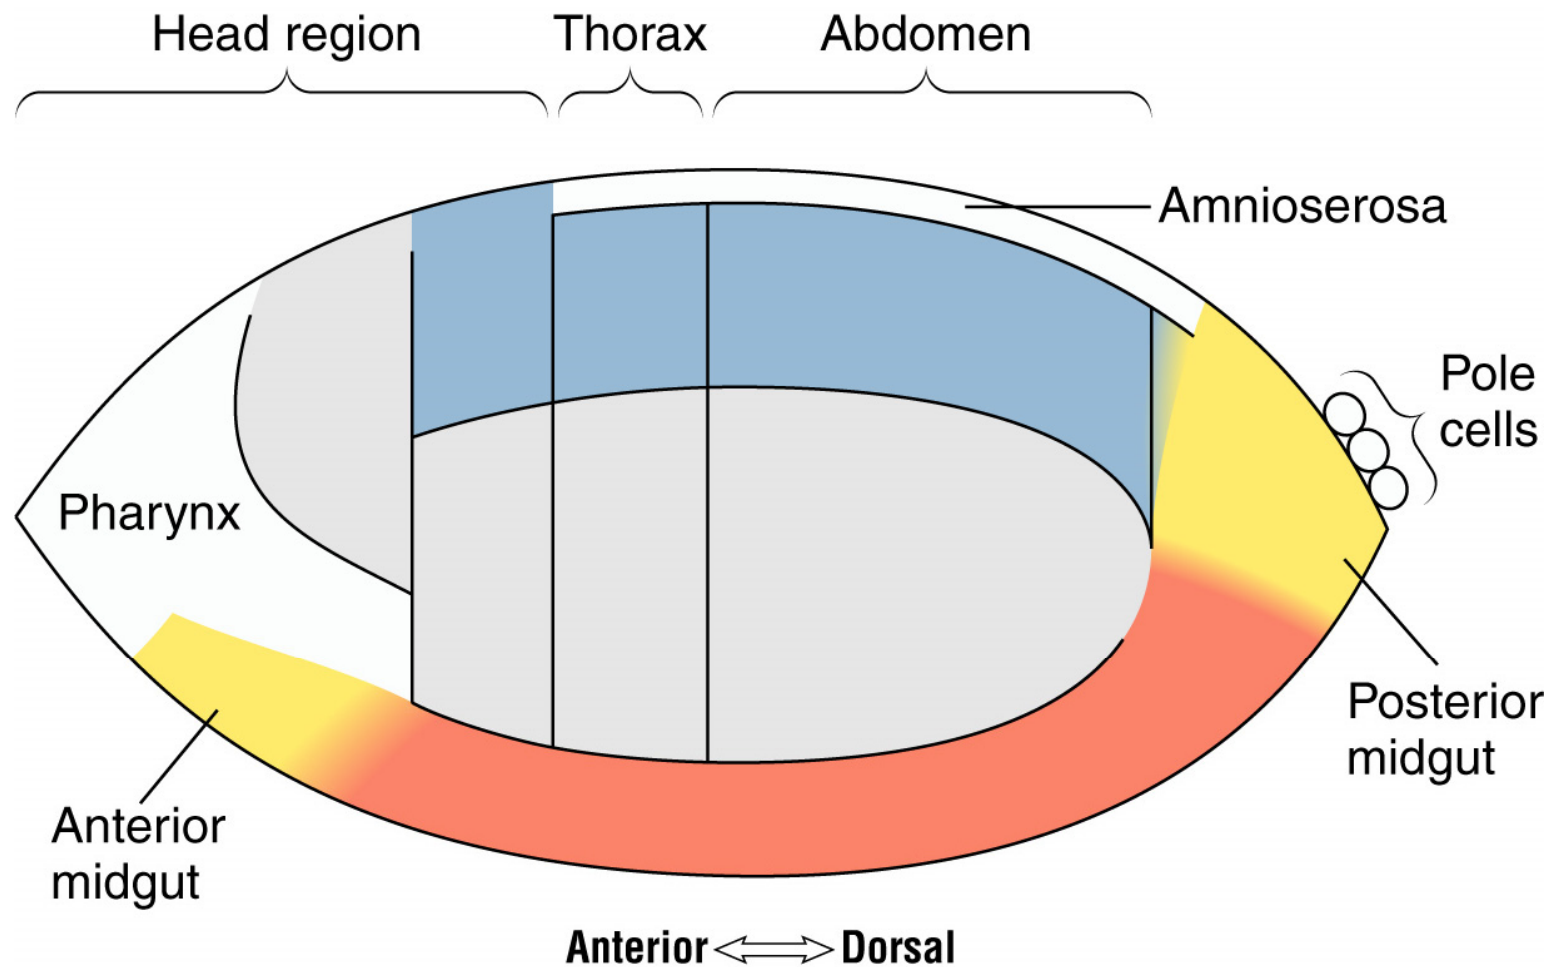 Head region
Thorax
Abdomen
Amnioserosa
Pole
cells
Pharynx
Posterior
midgut
Anterior
midgut
Anterior Dorsal